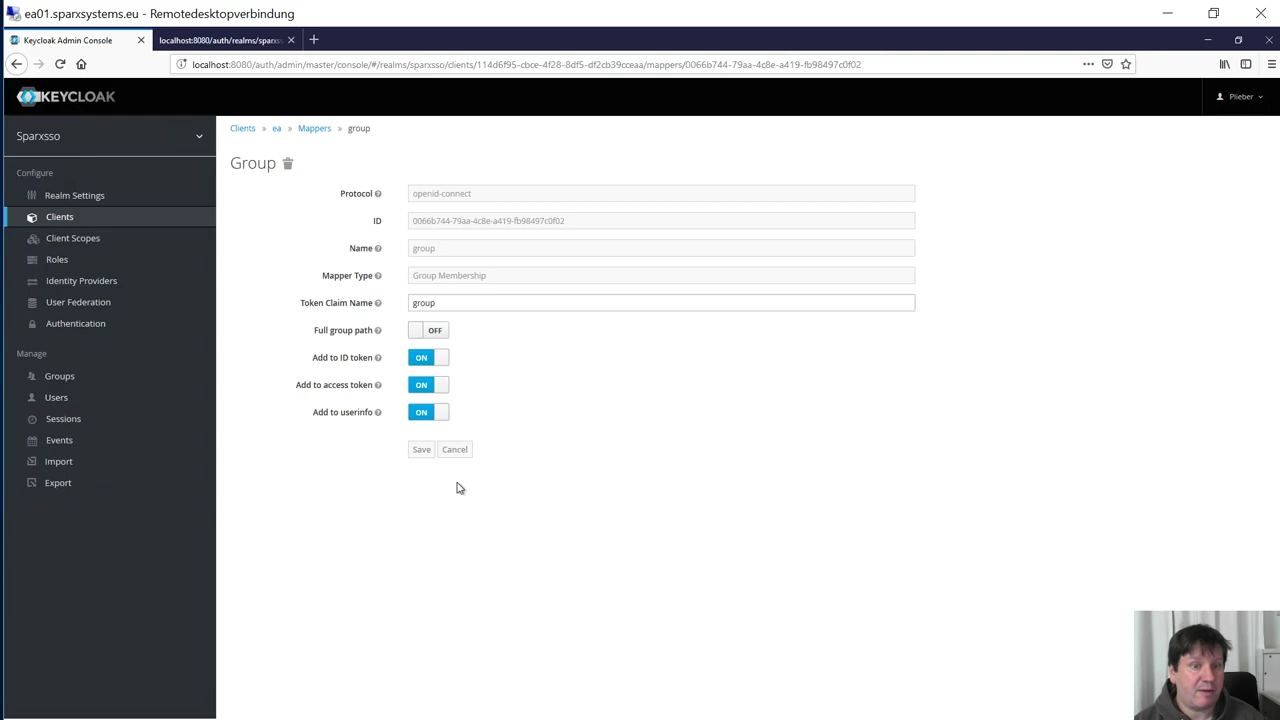 ea01.sparxsystems.eu - Remotedesktopverbindung
Keycloak Admin Console
localhost:8080/auth/realms/sparxs
localhost:8080/auth/admin/master/console/#/realms/sparxsso/clients/114d6f95-cbce-4f28-8df5-df2cb39cceaa/mappers/0066b744-79aa-4c8e-a419-fb98497c0f02
KEYCLOAK
Plieber
Sparxsso
Clients » ea » Mappers » group
Group
Configure
Realm Settings
Clients
Client Scopes
Roles
Identity Providers
User Federation
Authentication
Manage
Groups
Users
Sessions
Events
Import
Export
Protocol openid-connect
ID 0066b744-79aa-4c8e-a419-fb98497c0f02
Name group
Mapper Type Group Membership
Token Claim Name group
Full group path OFF
Add to ID token ON
Add to access token ON
Add to userinfo ON
Save Cancel